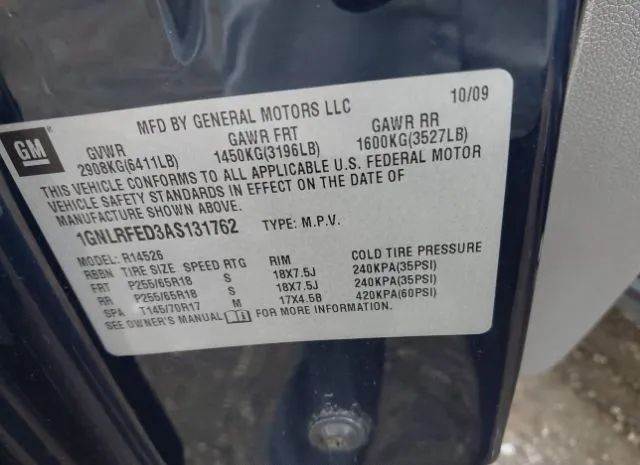 GM
MFD BY GENERAL MOTORS LLC 10/09
GVWR GAWR FRT GAWR RR
2908KG(6411LB) 1450KG(3196LB) 1600KG(3527LB)
THIS VEHICLE CONFORMS TO ALL APPLICABLE U.S. FEDERAL MOTOR
VEHICLE SAFETY STANDARDS IN EFFECT ON THE DATE OF
MANUFACTURE SHOWN ABOVE.
1GNLRFED3AS131762 TYPE: M.P.V.
MODEL: R14526
RBBN TIRE SIZE SPEED RTG RIM COLD TIRE PRESSURE
FRT P255/65R18 S 18X7.5J 240KPA(35PSI)
RR P255/65R18 S 18X7.5J 240KPA(35PSI)
SPA T145/70R17 M 17X4.5B 420KPA(60PSI)
SEE OWNER'S MANUAL FOR MORE INFORMATION.